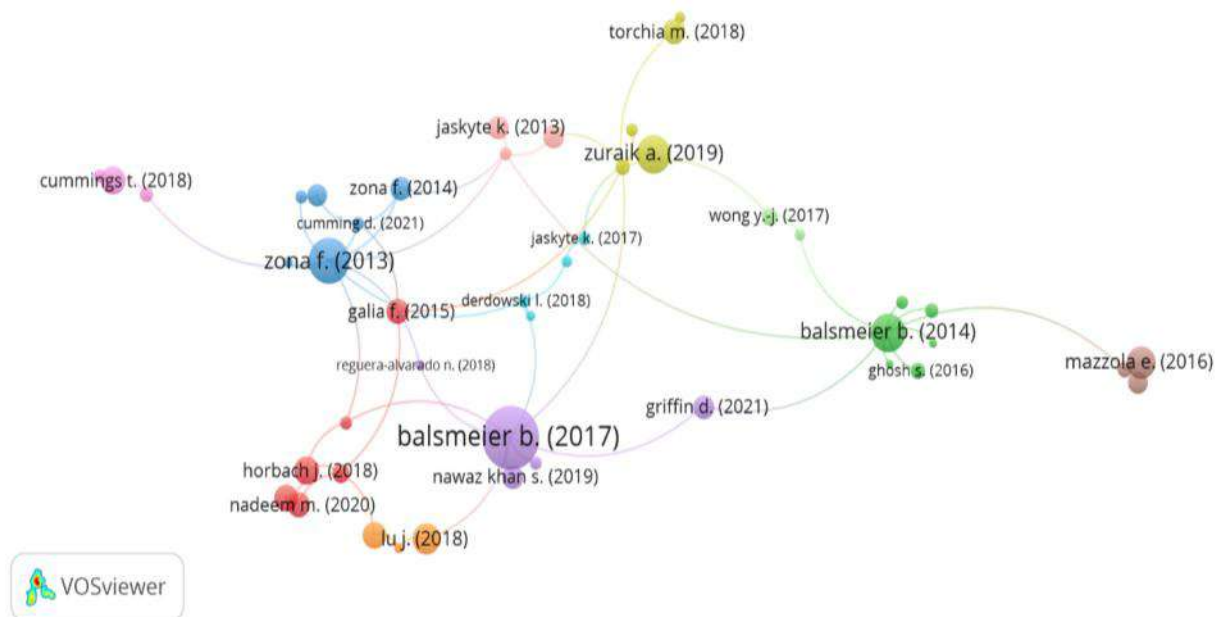 torchia m. (2018)
jaskyte k. (2013)
zuraik a. (2019)
cummings t. (2018)
zona f. (2014)
wong y.-j. (2017)
cumming d. (2021)
jaskyte k. (2017)
zona f. (2013)
derdowski l. (2018)
galia f. (2015)
balsmeier b. (2014)
reguera-alvarado n. (2018)
ghosh s. (2016)
mazzola e. (2016)
griffin d. (2021)
balsmeier b. (2017)
horbach j. (2018)
nawaz khan s. (2019)
nadeem m. (2020)
lu j. (2018)
VOSviewer